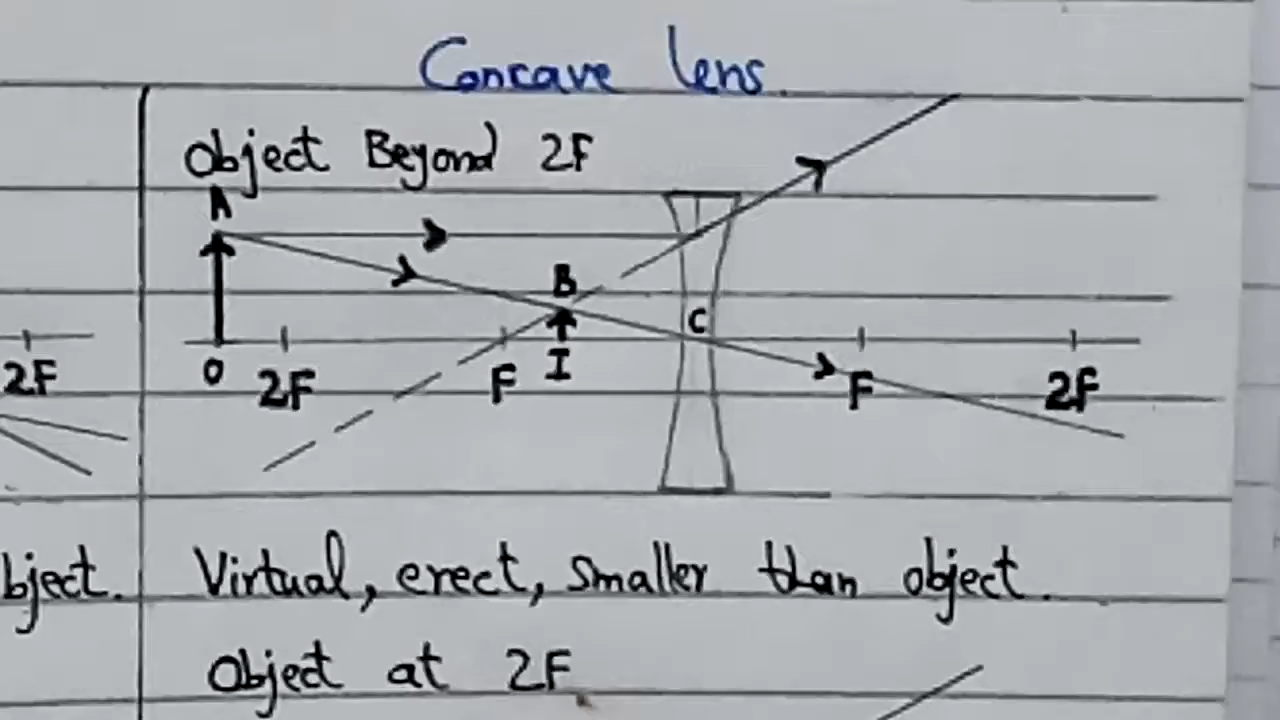 Concave lens.
Object Beyond 2F
A
B
C
2F
O
2F
F
I
F
2F
bject.
Virtual, erect, smaller than object.
Object at 2F